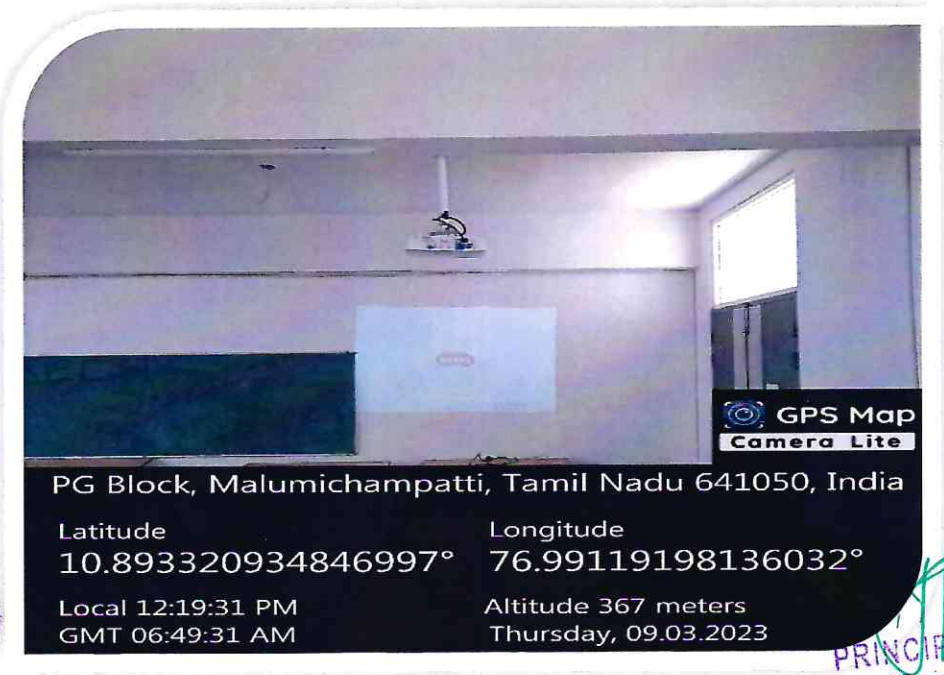 GPS Map
Camera Lite
PG Block, Malumichampatti, Tamil Nadu 641050, India
Latitude
10.893320934846997°
Longitude
76.99119198136032°
Local 12:19:31 PM
GMT 06:49:31 AM
Altitude 367 meters
Thursday, 09.03.2023
PRINCIP